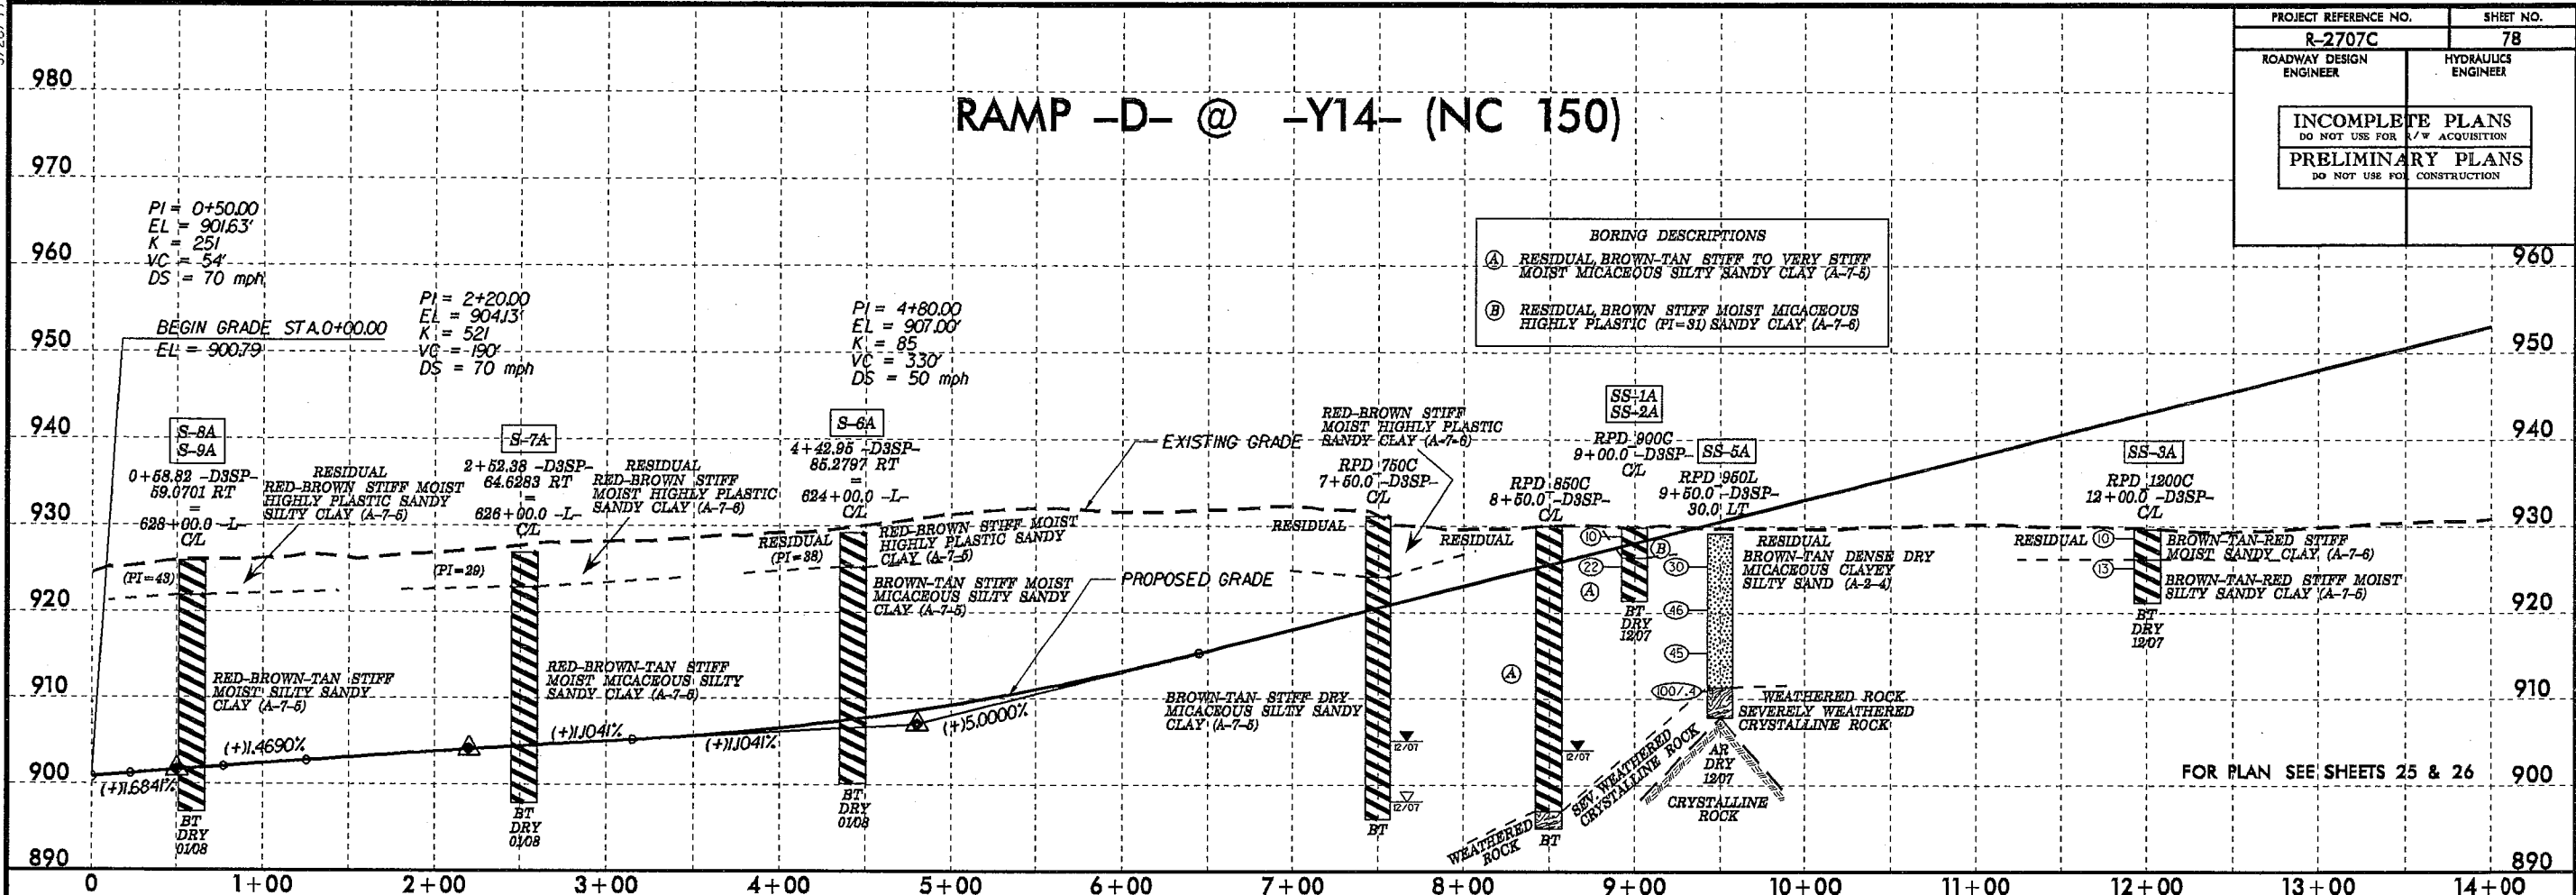 PROJECT REFERENCE NO.
SHEET NO.
R-2707C
78
ROADWAY DESIGN
ENGINEER
HYDRAULICS
ENGINEER
INCOMPLETE PLANS
DO NOT USE FOR R/W ACQUISITION
PRELIMINARY PLANS
DO NOT USE FOR CONSTRUCTION
RAMP -D- @ -Y14- (NC 150)
980
970
960
950
940
930
920
910
900
890
960
950
940
930
920
910
900
890
PI = 0+50.00
EL = 901.63'
K = 251
VC = 54'
DS = 70 mph
BEGIN GRADE STA.0+00.00
EL = 900.79
PI = 2+20.00
EL = 904.13'
K = 521
VC = 190'
DS = 70 mph
PI = 4+80.00
EL = 907.00'
K = 85
VC = 330'
DS = 50 mph
BORING DESCRIPTIONS
(A) RESIDUAL, BROWN-TAN STIFF TO VERY STIFF
MOIST MICACEOUS SILTY SANDY CLAY (A-7-5)
(B) RESIDUAL, BROWN STIFF MOIST MICACEOUS
HIGHLY PLASTIC (PI=31) SANDY CLAY, (A-7-6)
S-8A
S-9A
0+58.82 -D3SP-
59.0701 RT
=
628+00.0 -L-
C/L
RESIDUAL
RED-BROWN STIFF MOIST
HIGHLY PLASTIC SANDY
SILTY CLAY (A-7-5)
(PI=43)
RED-BROWN-TAN STIFF
MOIST SILTY SANDY
CLAY (A-7-5)
BT
DRY
01/08
S-7A
2+52.38 -D3SP-
64.6283 RT
=
626+00.0 -L-
C/L
RESIDUAL
RED-BROWN STIFF
MOIST HIGHLY PLASTIC
SANDY CLAY (A-7-6)
(PI=29)
RED-BROWN-TAN STIFF
MOIST MICACEOUS SILTY
SANDY CLAY (A-7-5)
BT
DRY
01/08
S-6A
4+42.95 -D3SP-
85.2797 RT
=
624+00.0 -L-
C/L
RESIDUAL
(PI=38)
RED-BROWN STIFF MOIST
HIGHLY PLASTIC SANDY
CLAY (A-7-5)
BROWN-TAN STIFF MOIST
MICACEOUS SILTY SANDY
CLAY (A-7-5)
BT
DRY
01/08
EXISTING GRADE
PROPOSED GRADE
(+)1.6841%
(+)1.4690%
(+)1.1041%
(+)1.1041%
(+)5.0000%
RED-BROWN STIFF
MOIST HIGHLY PLASTIC
SANDY CLAY (A-7-6)
RPD_750C
7+50.0 -D3SP-
C/L
RESIDUAL
BROWN-TAN STIFF DRY
MICACEOUS SILTY SANDY
CLAY (A-7-5)
12/07
12/07
BT
RPD_850C
8+50.0 -D3SP-
C/L
RESIDUAL
(A)
12/07
BT
WEATHERED
ROCK
SEV. WEATHERED
CRYSTALLINE ROCK
SS-1A
SS-2A
RPD_900C
9+00.0 -D3SP-
C/L
10
22
(B)
(A)
BT
DRY
12/07
SS-5A
RPD_950L
9+50.0 -D3SP-
30.0 LT
RESIDUAL
BROWN-TAN DENSE DRY
MICACEOUS CLAYEY
SILTY SAND (A-2-4)
30
46
45
100/.4
WEATHERED ROCK
SEVERELY WEATHERED
CRYSTALLINE ROCK
AR
DRY
12/07
CRYSTALLINE
ROCK
SS-3A
RPD_1200C
12+00.0 -D3SP-
C/L
RESIDUAL
10
13
BROWN-TAN-RED STIFF
MOIST SANDY CLAY (A-7-6)
BROWN-TAN-RED STIFF MOIST
SILTY SANDY CLAY (A-7-5)
BT
DRY
12/07
FOR PLAN SEE SHEETS 25 & 26
0
1+00
2+00
3+00
4+00
5+00
6+00
7+00
8+00
9+00
10+00
11+00
12+00
13+00
14+00